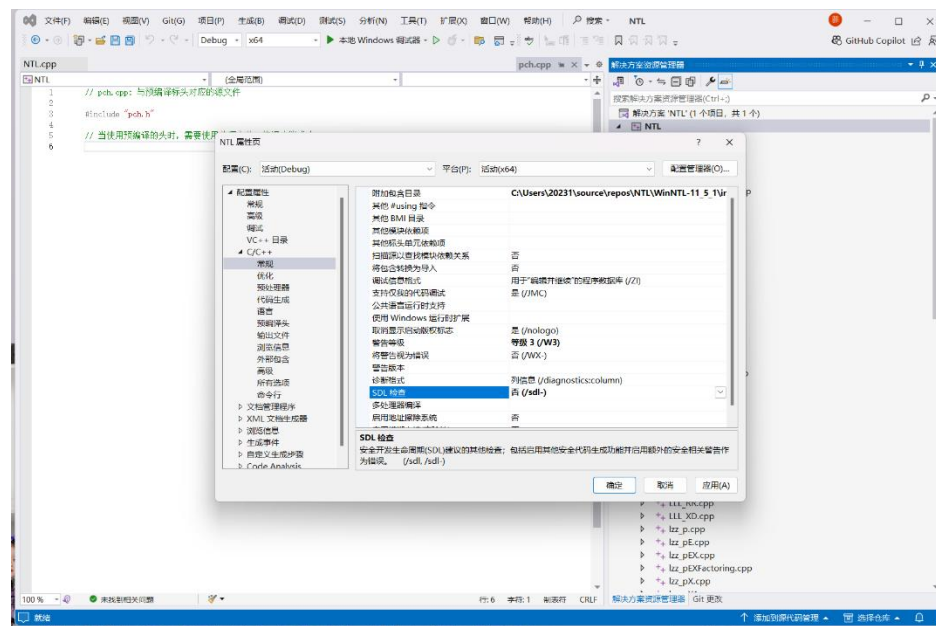 文件(F) 编辑(E) 视图(V) Git(G) 项目(P) 生成(B) 调试(D) 测试(S) 分析(N) 工具(T) 扩展(X) 窗口(W) 帮助(H) 搜索 NTL
Debug x64 本地 Windows 调试器 GitHub Copilot
NTL.cpp pch.cpp 解决方案资源管理器
NTL (全局范围)
搜索解决方案资源管理器(Ctrl+;)
解决方案 'NTL' (1 个项目, 共 1 个)
NTL
1 // pch.cpp: 与预编译标头对应的源文件
2
3 #include "pch.h"
4
5 // 当使用预编译的头时，需要使用
6
NTL 属性页 ? ×
配置(C): 活动(Debug) 平台(P): 活动(x64) 配置管理器(O)...
配置属性
常规
高级
调试
VC++ 目录
C/C++
常规
优化
预处理器
代码生成
语言
预编译头
输出文件
浏览信息
外部包含
高级
所有选项
命令行
文档管理程序
XML 文档生成器
浏览信息
生成事件
自定义生成步骤
Code Analysis
附加包含目录 C:\Users\20231\source\repos\NTL\WinNTL-11_5_1\ir
其他 #using 指令
其他 BMI 目录
其他模块依赖项
其他标头单元依赖项
扫描源以查找模块依赖关系 否
将包含转换为导入 否
调试信息格式 用于“编辑并继续”的程序数据库 (/ZI)
支持仅我的代码调试 是 (/JMC)
公共语言运行时支持
使用 Windows 运行时扩展
取消显示启动版权标志 是 (/nologo)
警告等级 等级 3 (/W3)
将警告视为错误 否 (/WX-)
警告版本
诊断格式 列信息 (/diagnostics:column)
SDL 检查 否 (/sdl-)
多处理器编译
启用地址擦除系统 否
SDL 检查
安全开发生命周期(SDL)建议的其他检查；包括启用其他安全代码生成功能并启用额外的安全相关警告作
为错误。 (/sdl, /sdl-)
确定 取消 应用(A)
LLL_RR.cpp
LLL_XD.cpp
lzz_p.cpp
lzz_pE.cpp
lzz_pEX.cpp
lzz_pEXFactoring.cpp
lzz_pX.cpp
100 % 未找到相关问题 行: 6 字符: 1 制表符 CRLF 解决方案资源管理器 Git 更改
就绪 添加到源代码管理 选择仓库